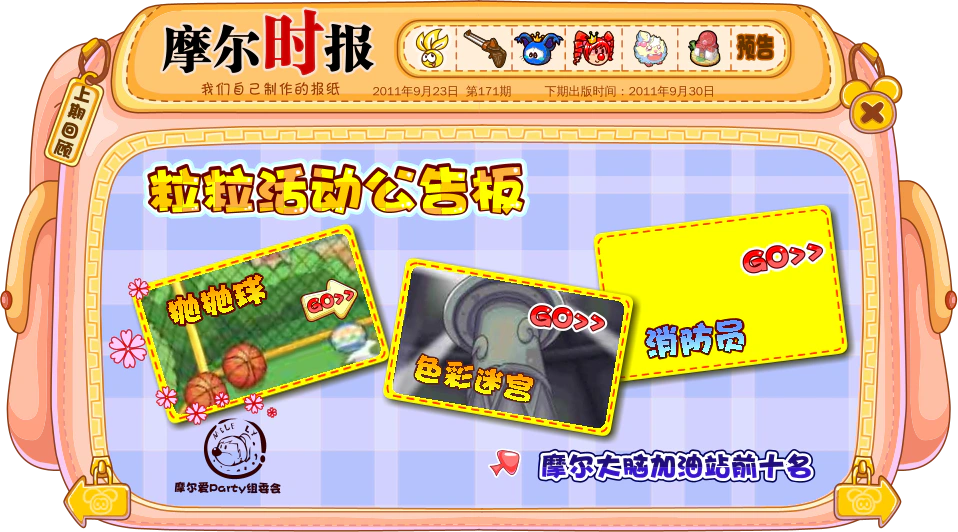 摩尔时报
预告
我们自己制作的报纸
2011年9月23日 第171期
下期出版时间：2011年9月30日
上期回顾
粒粒活动公告板
抛抛球
GO>>
色彩迷宫
GO>>
消防员
GO>>
摩尔爱Party组委会
摩尔大脑加油站前十名